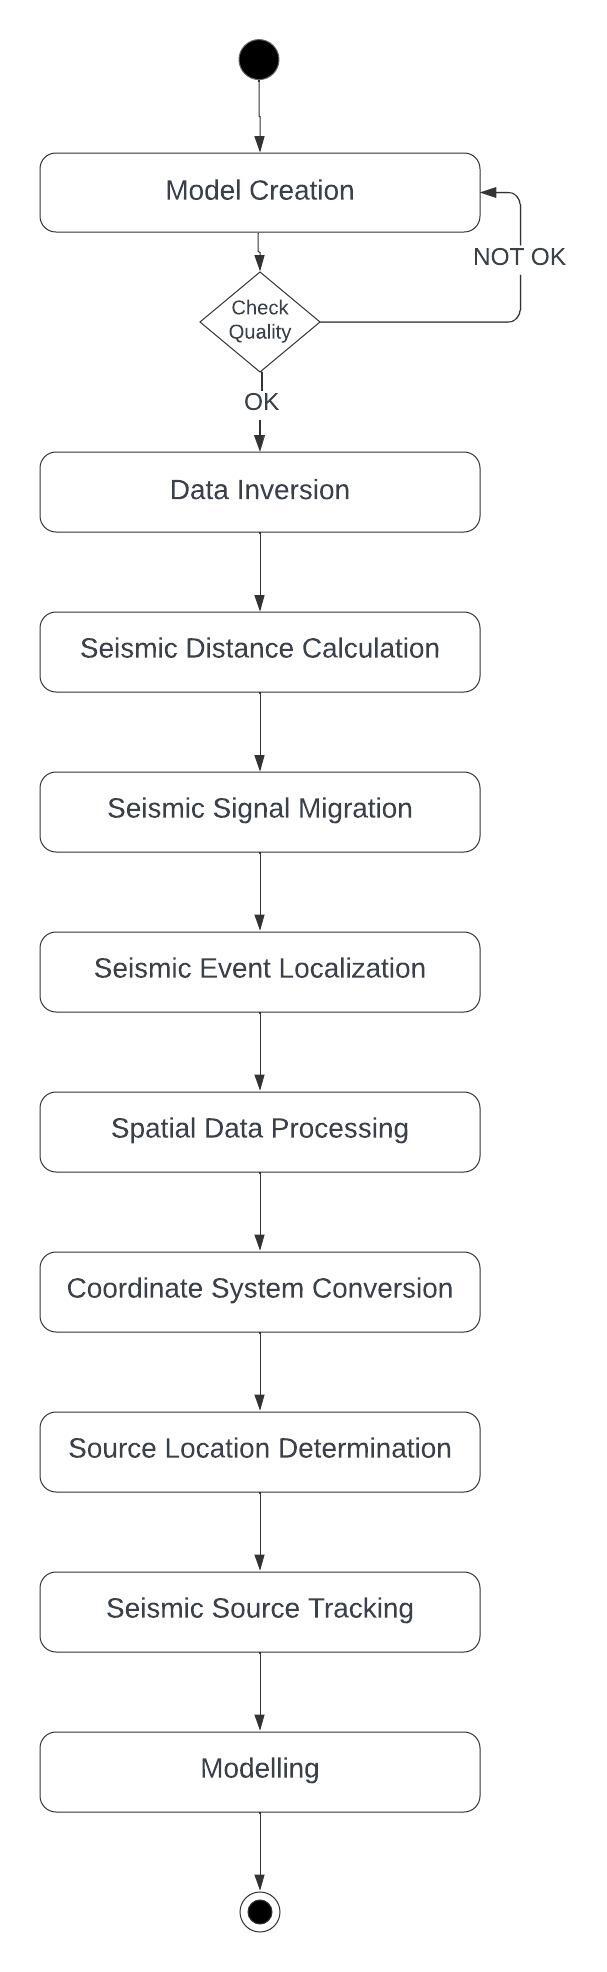 Model Creation
NOT OK
Check
Quality
OK
Data Inversion
Seismic Distance Calculation
Seismic Signal Migration
Seismic Event Localization
Spatial Data Processing
Coordinate System Conversion
Source Location Determination
Seismic Source Tracking
Modelling